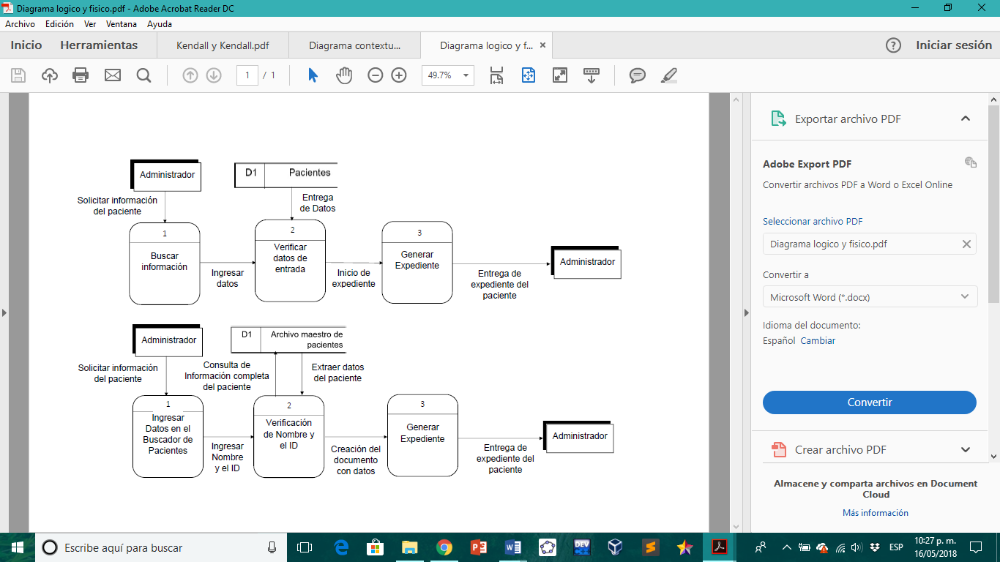 Diagrama logico y fisico.pdf - Adobe Acrobat Reader DC
Archivo Edición Ver Ventana Ayuda
Inicio Herramientas Kendall y Kendall.pdf Diagrama contextu... Diagrama logico y f... × Iniciar sesión
1 / 1 49.7%
Administrador
D1 Pacientes
Solicitar información
del paciente
Entrega
de Datos
1
Buscar
información
Ingresar
datos
2
Verificar
datos de
entrada
Inicio de
expediente
3
Generar
Expediente
Entrega de
expediente del
paciente
Administrador
Administrador
D1 Archivo maestro de
pacientes
Solicitar información
del paciente
Consulta de
Información completa
del paciente
Extraer datos
del paciente
1
Ingresar
Datos en el
Buscador de
Pacientes
Ingresar
Nombre
y el ID
2
Verificación
de Nombre y
el ID
Creación del
documento
con datos
3
Generar
Expediente
Entrega de
expediente del
paciente
Administrador
Exportar archivo PDF
Adobe Export PDF
Convertir archivos PDF a Word o Excel Online
Seleccionar archivo PDF
Diagrama logico y fisico.pdf
Convertir a
Microsoft Word (*.docx)
Idioma del documento:
Español Cambiar
Convertir
Crear archivo PDF
Almacene y comparta archivos en Document
Cloud
Más información
Escribe aquí para buscar
DEV
ESP
10:27 p. m.
16/05/2018